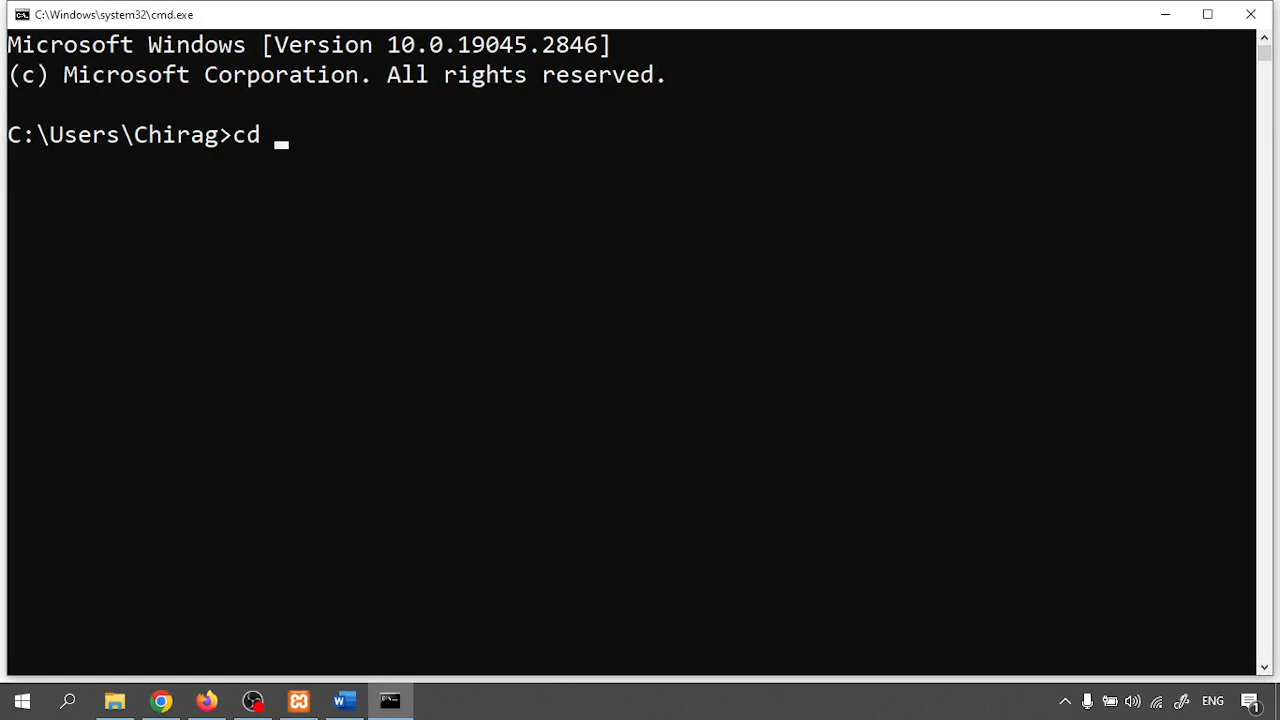 C:\Windows\system32\cmd.exe
Microsoft Windows [Version 10.0.19045.2846]
(c) Microsoft Corporation. All rights reserved.
C:\Users\Chirag>cd _
ENG
1